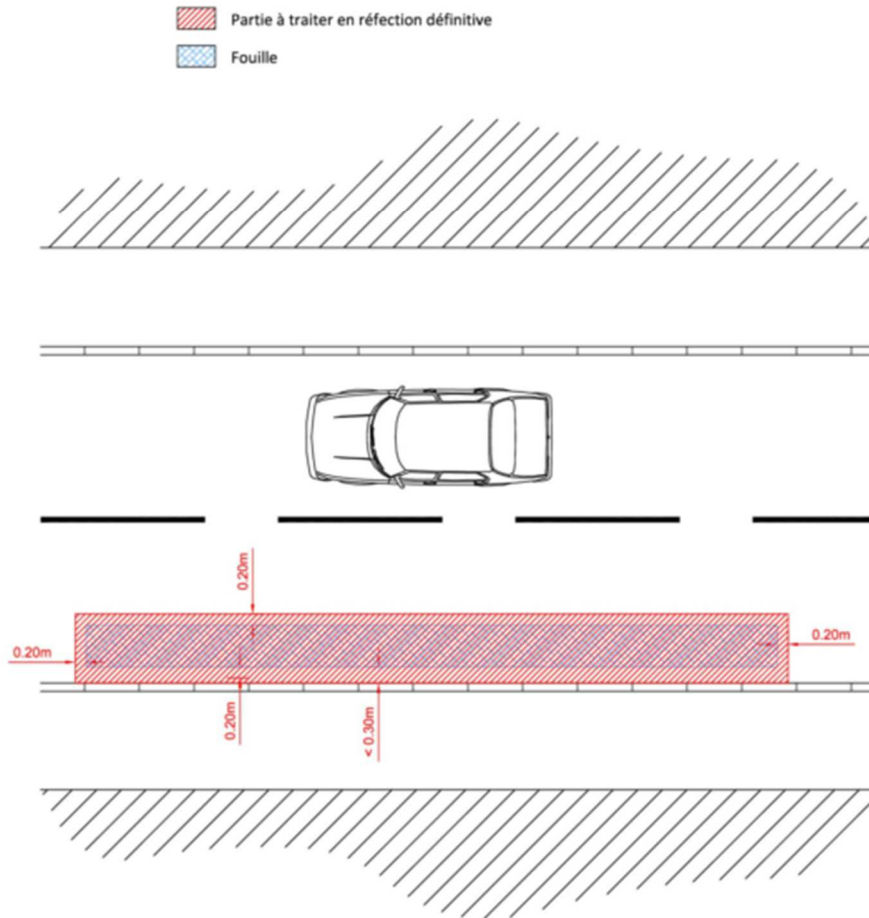 Partie à traiter en réfection définitive
Fouille
0.20m
0.20m
0.20m
0.20m
< 0.30m